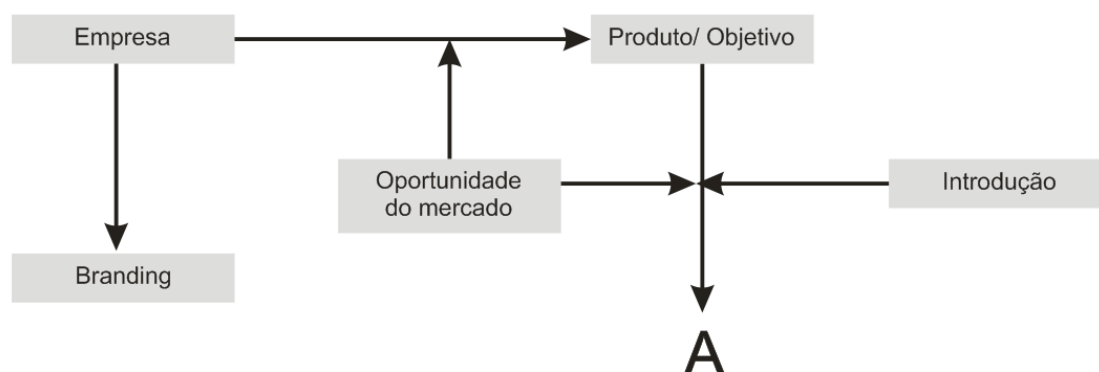 Empresa
Produto/ Objetivo
Oportunidade
do mercado
Introdução
Branding
A